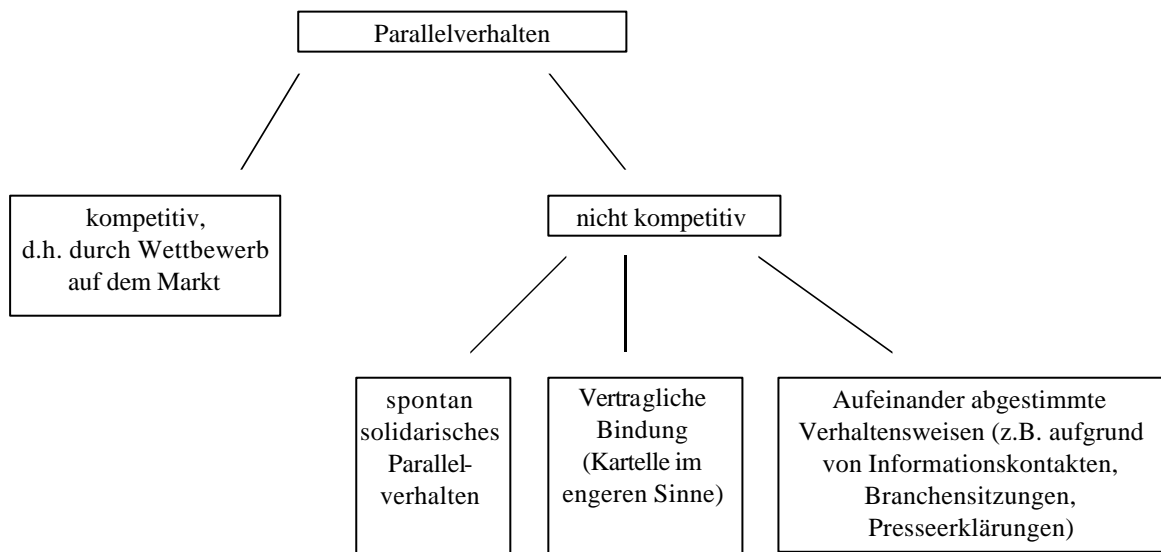 Parallelverhalten
kompetitiv,
d.h. durch Wettbewerb
auf dem Markt
nicht kompetitiv
spontan
solidarisches
Parallel-
verhalten
Vertragliche
Bindung
(Kartelle im
engeren Sinne)
Aufeinander abgestimmte
Verhaltensweisen (z.B. aufgrund
von Informationskontakten,
Branchensitzungen,
Presseerklärungen)